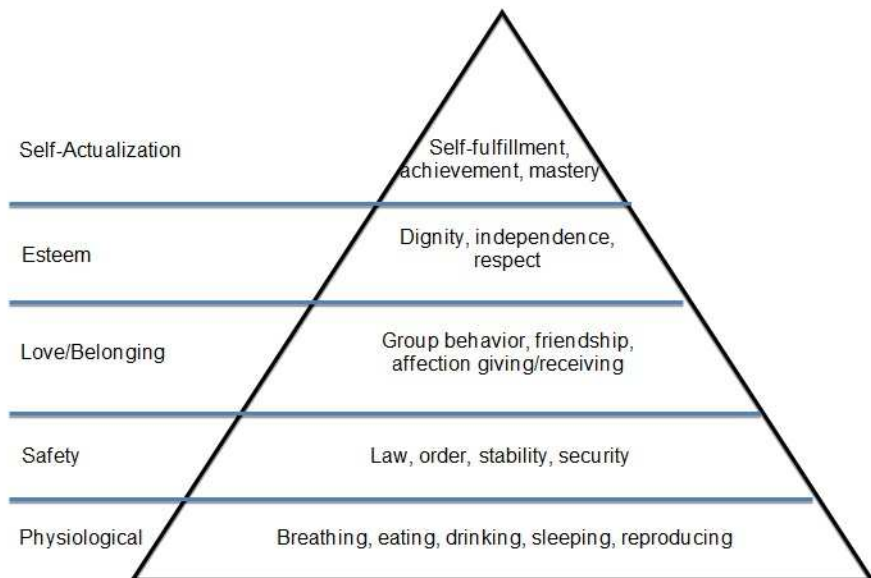 Self-Actualization
Self-fulfillment,
achievement, mastery
Esteem
Dignity, independence,
respect
Love/Belonging
Group behavior, friendship,
affection giving/receiving
Safety
Law, order, stability, security
Physiological
Breathing, eating, drinking, sleeping, reproducing